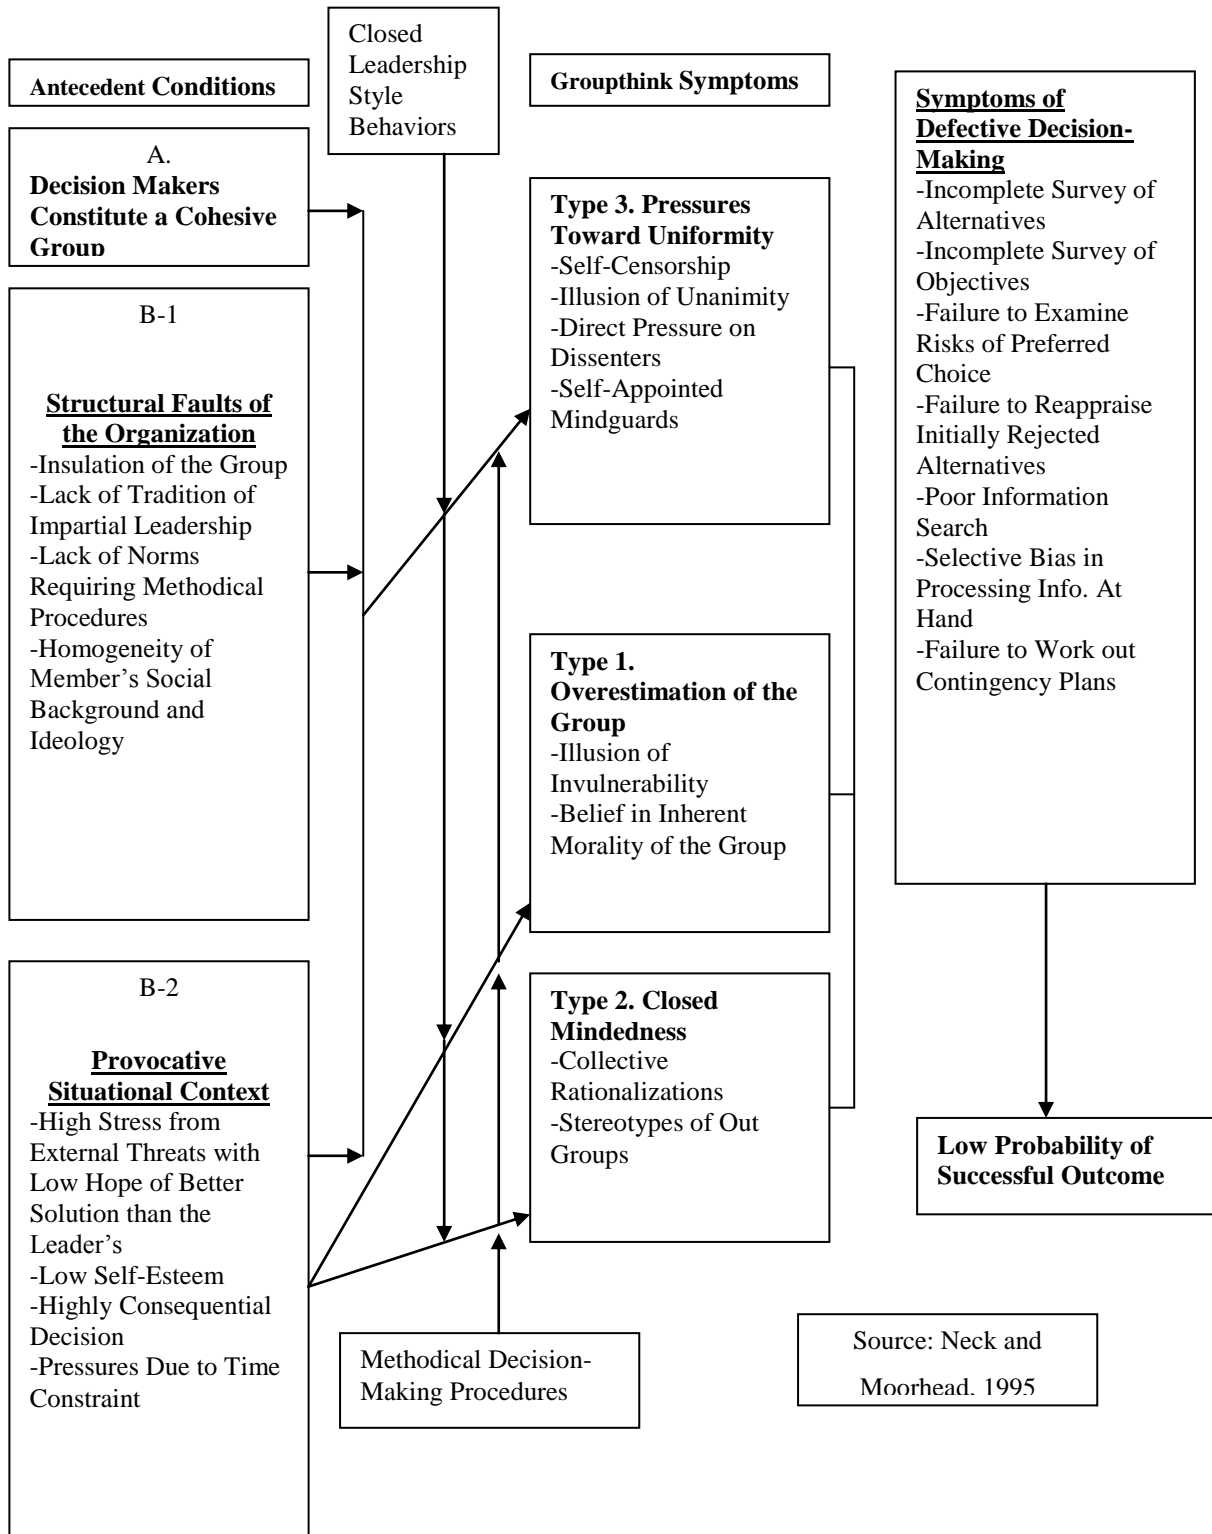 Closed
Leadership
Style
Behaviors
Antecedent Conditions
A.
Decision Makers
Constitute a Cohesive
Group
B-1
Structural Faults of
the Organization
-Insulation of the Group
-Lack of Tradition of
Impartial Leadership
-Lack of Norms
Requiring Methodical
Procedures
-Homogeneity of
Member’s Social
Background and
Ideology
B-2
Provocative
Situational Context
-High Stress from
External Threats with
Low Hope of Better
Solution than the
Leader’s
-Low Self-Esteem
-Highly Consequential
Decision
-Pressures Due to Time
Constraint
Groupthink Symptoms
Type 3. Pressures
Toward Uniformity
-Self-Censorship
-Illusion of Unanimity
-Direct Pressure on
Dissenters
-Self-Appointed
Mindguards
Type 1.
Overestimation of the
Group
-Illusion of
Invulnerability
-Belief in Inherent
Morality of the Group
Type 2. Closed
Mindedness
-Collective
Rationalizations
-Stereotypes of Out
Groups
Methodical Decision-
Making Procedures
Symptoms of
Defective Decision-
Making
-Incomplete Survey of
Alternatives
-Incomplete Survey of
Objectives
-Failure to Examine
Risks of Preferred
Choice
-Failure to Reappraise
Initially Rejected
Alternatives
-Poor Information
Search
-Selective Bias in
Processing Info. At
Hand
-Failure to Work out
Contingency Plans
Low Probability of
Successful Outcome
Source: Neck and
Moorhead, 1995